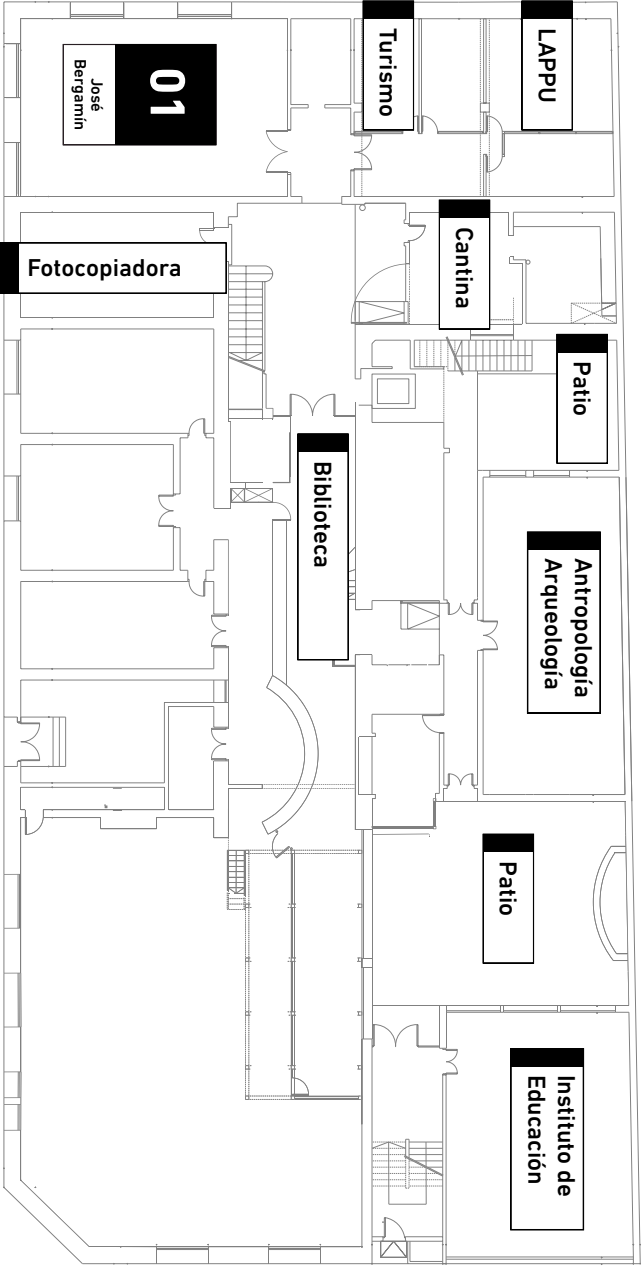 LAPPU
Turismo
01
José
Bergamín
Cantina
Fotocopiadora
Patio
Biblioteca
Antropología
Arqueología
Patio
Instituto de
Educación